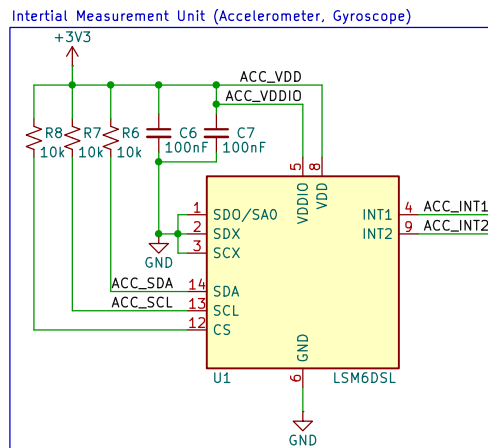 Intertial Measurement Unit (Accelerometer, Gyroscope)
+3V3
ACC_VDD
ACC_VDDIO
R8 R7 R6 C6 C7
10k 10k 10k 100nF 100nF
5 8
VDDIO VDD
1 SDO/SA0 INT1 4 ACC_INT1
2 SDX INT2 9 ACC_INT2
3 SCX
GND
ACC_SDA 14 SDA
ACC_SCL 13 SCL
12 CS
GND
U1 6 LSM6DSL
GND